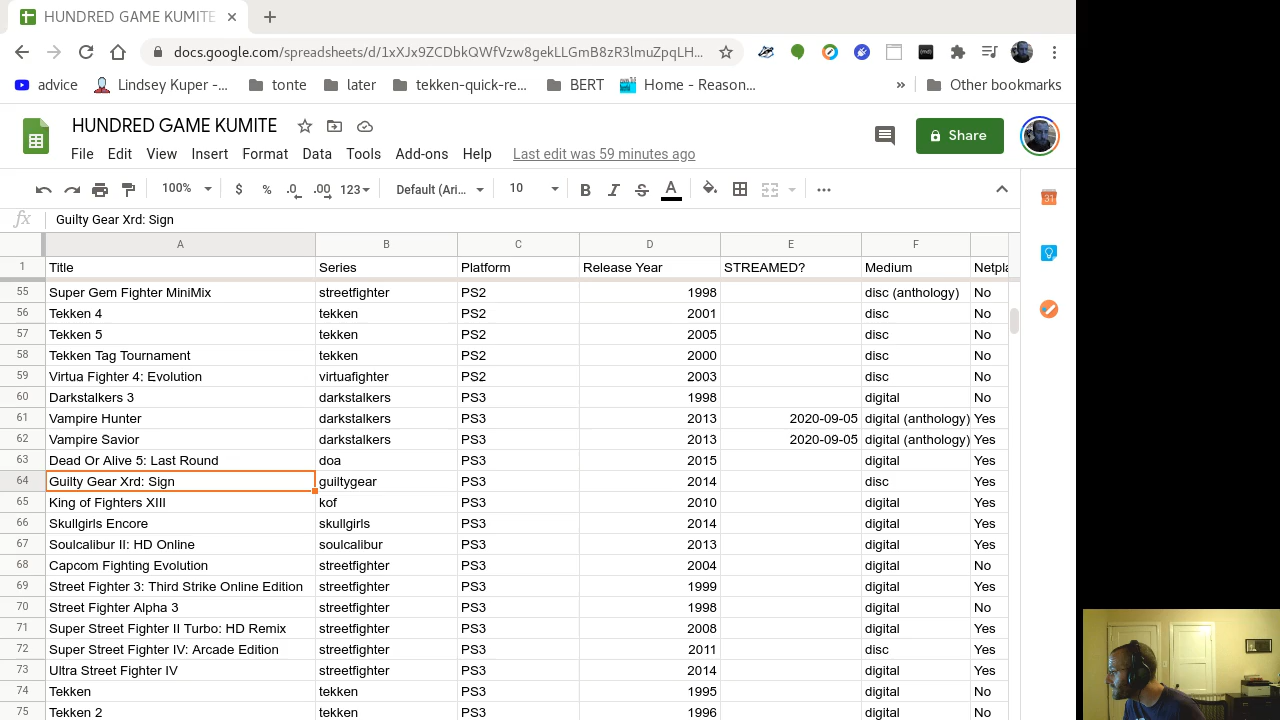 HUNDRED GAME KUMITE
docs.google.com/spreadsheets/d/1xXJx9ZCDbkQWfVzw8gekLLGmB8zR3lmuZpqLH...
advice Lindsey Kuper -... tonte later tekken-quick-re... BERT Home - Reason... » Other bookmarks
HUNDRED GAME KUMITE
Share
File Edit View Insert Format Data Tools Add-ons Help Last edit was 59 minutes ago
100% $ % .0 .00 123 Default (Ari... 10 B I S A
31
fx Guilty Gear Xrd: Sign
A B C D E F
1 Title Series Platform Release Year STREAMED? Medium Netpla
55 Super Gem Fighter MiniMix streetfighter PS2 1998 disc (anthology) No
56 Tekken 4 tekken PS2 2001 disc No
57 Tekken 5 tekken PS2 2005 disc No
58 Tekken Tag Tournament tekken PS2 2000 disc No
59 Virtua Fighter 4: Evolution virtuafighter PS2 2003 disc No
60 Darkstalkers 3 darkstalkers PS3 1998 digital No
61 Vampire Hunter darkstalkers PS3 2013 2020-09-05 digital (anthology) Yes
62 Vampire Savior darkstalkers PS3 2013 2020-09-05 digital (anthology) Yes
63 Dead Or Alive 5: Last Round doa PS3 2015 digital Yes
64 Guilty Gear Xrd: Sign guiltygear PS3 2014 disc Yes
65 King of Fighters XIII kof PS3 2010 digital Yes
66 Skullgirls Encore skullgirls PS3 2014 digital Yes
67 Soulcalibur II: HD Online soulcalibur PS3 2013 digital Yes
68 Capcom Fighting Evolution streetfighter PS3 2004 digital No
69 Street Fighter 3: Third Strike Online Edition streetfighter PS3 1999 digital Yes
70 Street Fighter Alpha 3 streetfighter PS3 1998 digital No
71 Super Street Fighter II Turbo: HD Remix streetfighter PS3 2008 digital Yes
72 Super Street Fighter IV: Arcade Edition streetfighter PS3 2011 disc Yes
73 Ultra Street Fighter IV streetfighter PS3 2014 digital Yes
74 Tekken tekken PS3 1995 digital No
75 Tekken 2 tekken PS3 1996 digital No